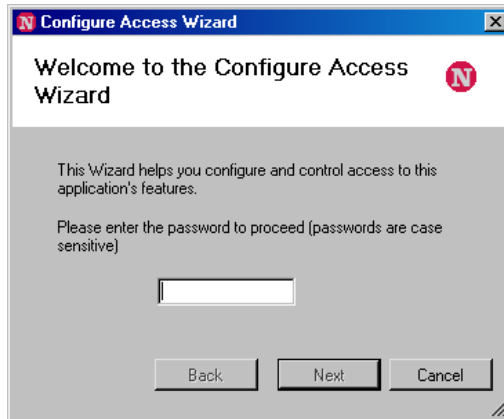 N Configure Access Wizard
Welcome to the Configure Access
Wizard
N
This Wizard helps you configure and control access to this
application's features.
Please enter the password to proceed (passwords are case
sensitive)
Back Next Cancel